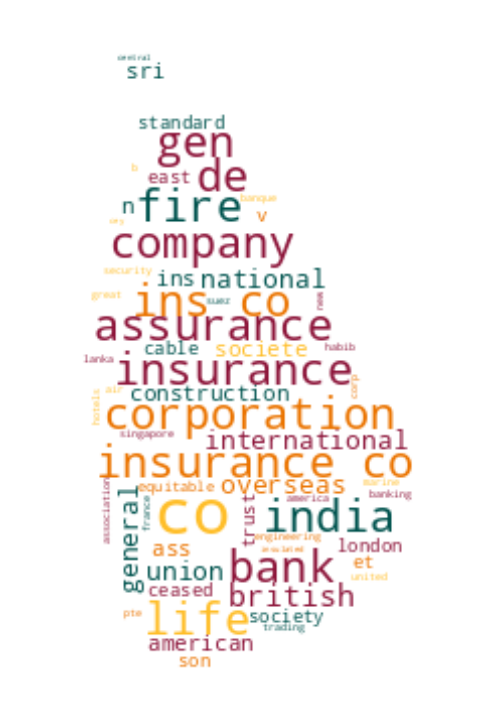 central
sri
standard
gen
b
east de
banque
n fire
v
cey
company
security
ins national
great
ins co
suez
new
assurance
cable societe
habib
lanka
insurance
air
construction
corp
hotels
corporation
singapore
international
insurance co
equitable overseas
marine
banking
association
america
general
france
co
trust
india
engineering
ass
associated
london
et
union
bank
united
ceased
british
pte
life
society
trading
american
son